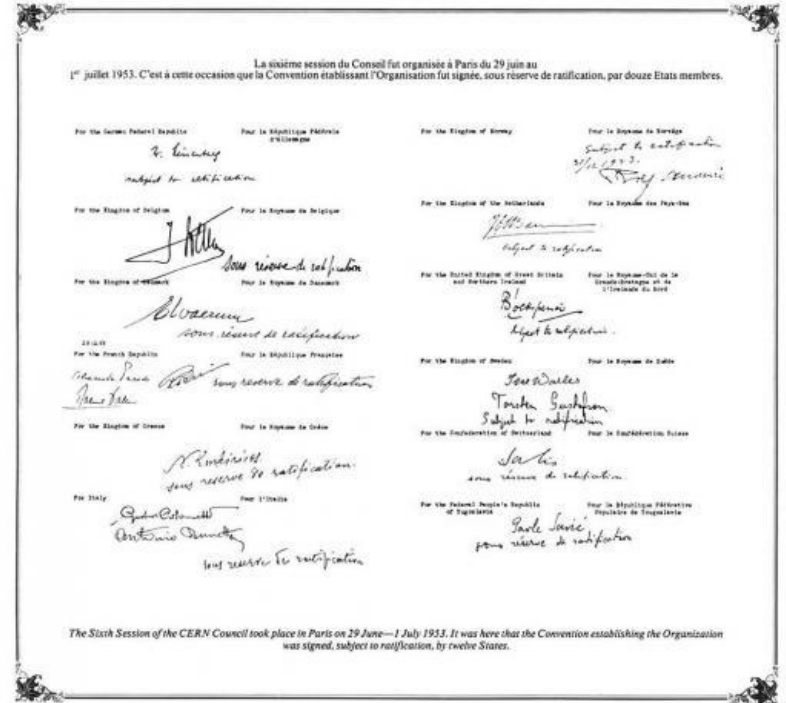 La sixième session du Conseil fut organisée à Paris du 29 juin au
1er juillet 1953. C'est à cette occasion que la Convention établissant l'Organisation fut signée, sous réserve de ratification, par douze Etats membres.
For the German Federal Republic Pour la République Fédérale
d'Allemagne
subject to ratification
For the Kingdom of Belgium Pour le Royaume de Belgique
sous réserve de ratification
For the Kingdom of Denmark Pour le Royaume de Danemark
sous réserve de ratification
For the French Republic Pour la République Française
sous reserve de ratification
For the Kingdom of Greece Pour le Royaume de Grèce
sous reserve de ratification.
For Italy Pour l'Italie
Antonio
sous reserve de ratification
For the Kingdom of Norway Pour le Royaume de Norvège
Subject to ratification
For the Kingdom of the Netherlands Pour le Royaume des Pays-Bas
subject to ratification
For the United Kingdom of Great Britain Pour le Royaume-Uni de la
and Northern Ireland Grande-Bretagne et de
l'Irelande du Nord
subject to ratification.
For the Kingdom of Sweden Pour le Royaume de Suède
Torsten Gustafson
Subject to ratification
For the Confederation of Switzerland Pour la Confédération Suisse
sous réserve de ratification
For the Federal People's Republic Pour la République Fédérative
of Yugoslavia Populaire de Yougoslavie
Pavle Savić
sous réserve de ratification
The Sixth Session of the CERN Council took place in Paris on 29 June—1 July 1953. It was here that the Convention establishing the Organization
was signed, subject to ratification, by twelve States.